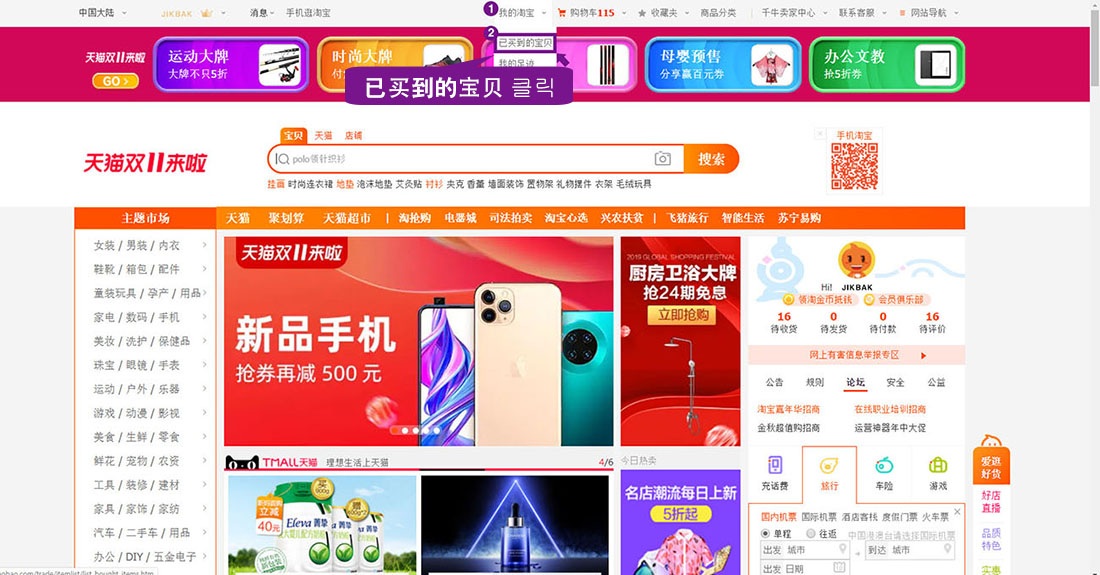 中国大陆
JIKBAK
消息
手机逛淘宝
1
我的淘宝
购物车115
收藏夹
商品分类
千牛卖家中心
联系客服
网站导航
2
已买到的宝贝
我的足迹
已买到的宝贝 클릭
天猫双11来啦
GO >
运动大牌
大牌不只5折
时尚大牌
母婴预售
分享赢百元券
办公文教
抢5折券
宝贝 天猫 店铺
手机淘宝
天猫双11来啦
polo领针织衫
搜索
挂画 时尚连衣裙 地垫 泡沫地垫 艾灸贴 衬衫 夹克 香薰 墙面装饰 置物架 礼物摆件 衣架 毛绒玩具
主题市场
天猫 聚划算 天猫超市 | 淘抢购 电器城 司法拍卖 淘宝心选 兴农扶贫 | 飞猪旅行 智能生活 苏宁易购
女装 / 男装 / 内衣
鞋靴 / 箱包 / 配件
童装玩具 / 孕产 / 用品
家电 / 数码 / 手机
美妆 / 洗护 / 保健品
珠宝 / 眼镜 / 手表
运动 / 户外 / 乐器
游戏 / 动漫 / 影视
美食 / 生鲜 / 零食
鲜花 / 宠物 / 农资
工具 / 装修 / 建材
家具 / 家饰 / 家纺
汽车 / 二手车 / 用品
办公 / DIY / 五金电子
天猫双11来啦
新品手机
抢券再减 500 元
2019 GLOBAL SHOPPING FESTIVAL
厨房卫浴大牌
抢24期免息
立即抢购
Hi! JIKBAK
领淘金币抵钱
会员俱乐部
16 0 0 16
待收货 待发货 待付款 待评价
网上有害信息举报专区
公告 规则 论坛 安全 公益
淘宝嘉年华招商 在线职业培训招商
金秋超值购招商 运营神器年中大促
充话费 旅行 车险 游戏
国内机票 国际机票 酒店客栈 度假门票 火车票
单程 往返 中国港澳台请选择国际机票
出发 城市
到达 城市
出发 日期
TMALL天猫 理想生活上天猫
4/6
今日热卖
立减
40元
Efeva 菁挚
名店潮流每日上新
5折起
爱逛
好货
好店
直播
品质
特色
实惠